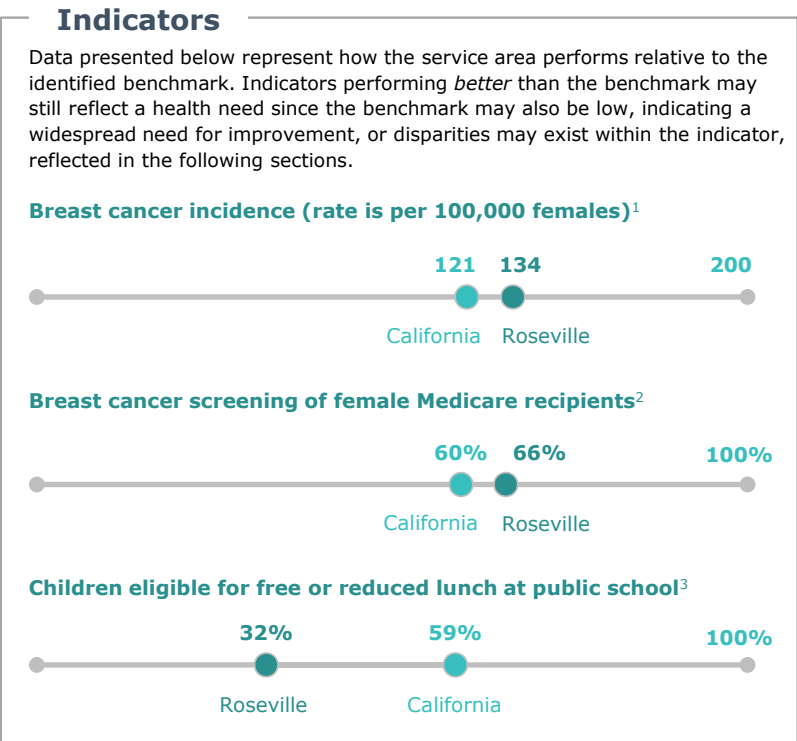 Indicators
Data presented below represent how the service area performs relative to the
identified benchmark. Indicators performing better than the benchmark may
still reflect a health need since the benchmark may also be low, indicating a
widespread need for improvement, or disparities may exist within the indicator,
reflected in the following sections.
Breast cancer incidence (rate is per 100,000 females)¹
121 134 200
California Roseville
Breast cancer screening of female Medicare recipients²
60% 66% 100%
California Roseville
Children eligible for free or reduced lunch at public school³
32% 59% 100%
Roseville California